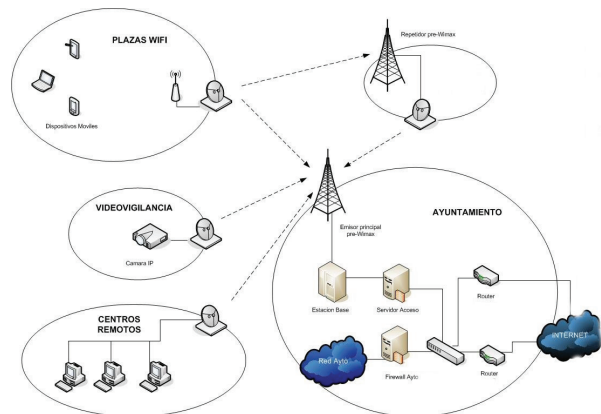 PLAZAS WIFI
Dispositivos Moviles
Repetidor pre-Wimax
VIDEOVIGILANCIA
Camara IP
CENTROS
REMOTOS
Emisor principal
pre-Wimax
AYUNTAMIENTO
Estacion Base
Servidor Acceso
Router
INTERNET
Red Ayto
Firewall Aytc
Router